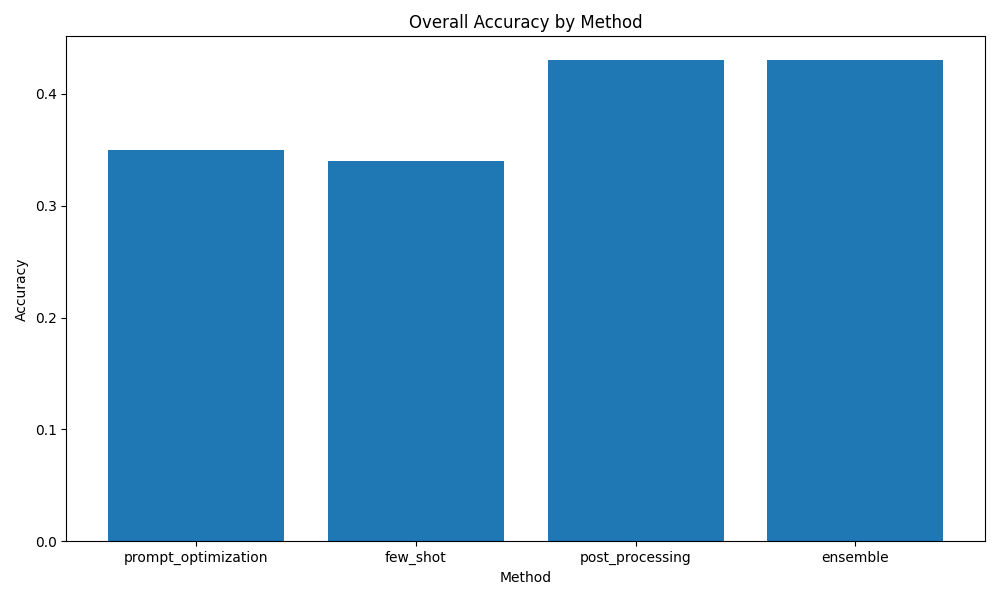 Overall Accuracy by Method
Accuracy
0.4
0.3
0.2
0.1
0.0
prompt_optimization
few_shot
post_processing
ensemble
Method